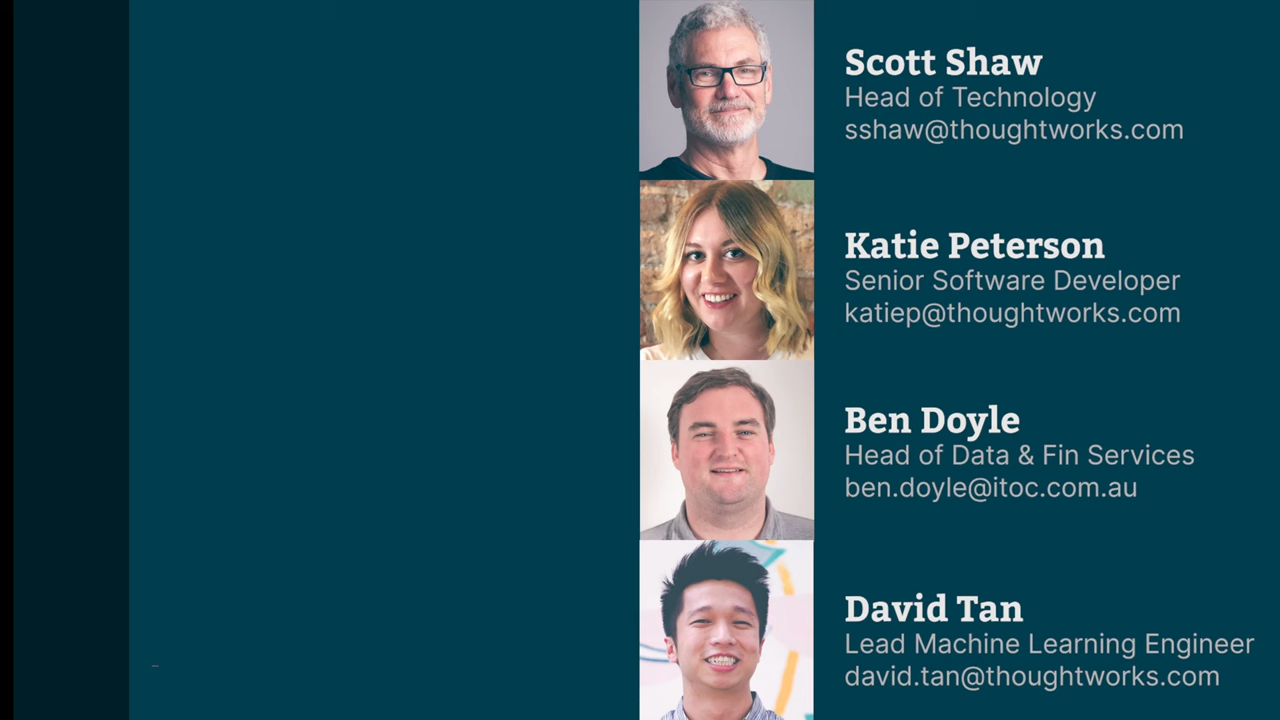 Scott Shaw
Head of Technology
sshaw@thoughtworks.com
Katie Peterson
Senior Software Developer
katiep@thoughtworks.com
Ben Doyle
Head of Data & Fin Services
ben.doyle@itoc.com.au
David Tan
Lead Machine Learning Engineer
david.tan@thoughtworks.com